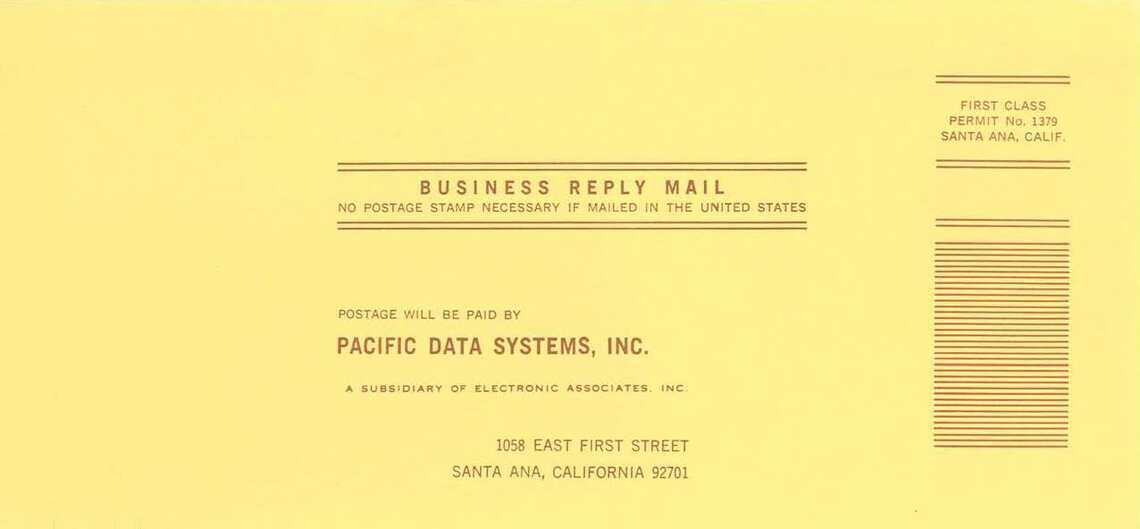 FIRST CLASS
PERMIT No. 1379
SANTA ANA, CALIF.
BUSINESS REPLY MAIL
NO POSTAGE STAMP NECESSARY IF MAILED IN THE UNITED STATES
POSTAGE WILL BE PAID BY
PACIFIC DATA SYSTEMS, INC.
A SUBSIDIARY OF ELECTRONIC ASSOCIATES, INC.
1058 EAST FIRST STREET
SANTA ANA, CALIFORNIA 92701